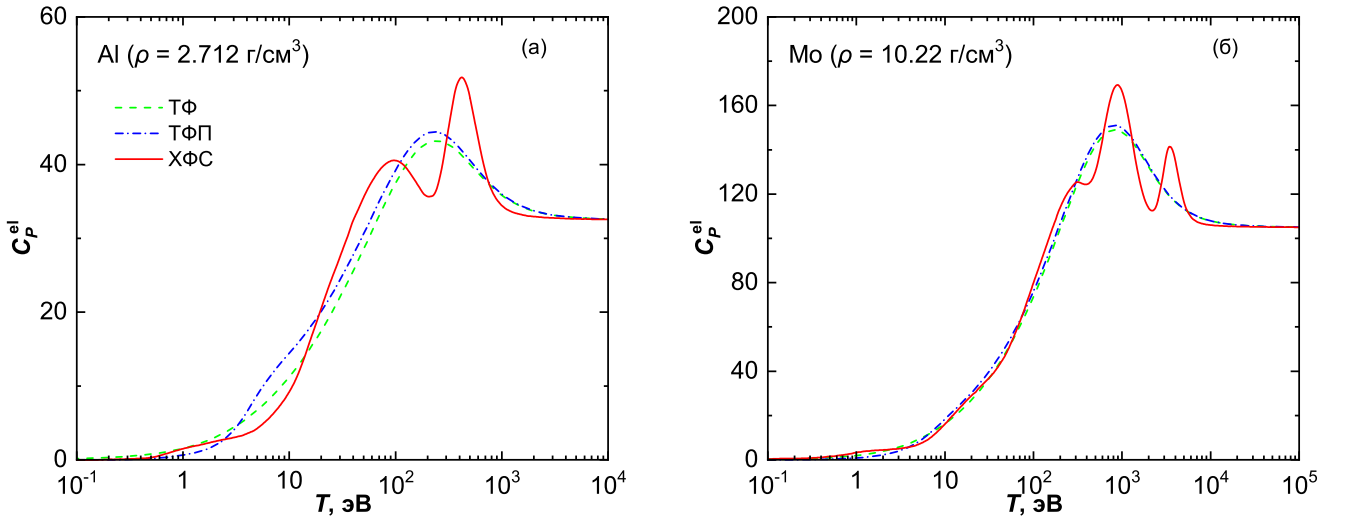 Al (ρ = 2.712 г/см³)
(а)
ТФ
ТФП
ХФС
C_P^el
60
40
20
0
10⁻¹ 1 10 10² 10³ 10⁴
T, эВ
Mo (ρ = 10.22 г/см³)
(б)
C_P^el
200
160
120
80
40
0
10⁻¹ 1 10 10² 10³ 10⁴ 10⁵
T, эВ